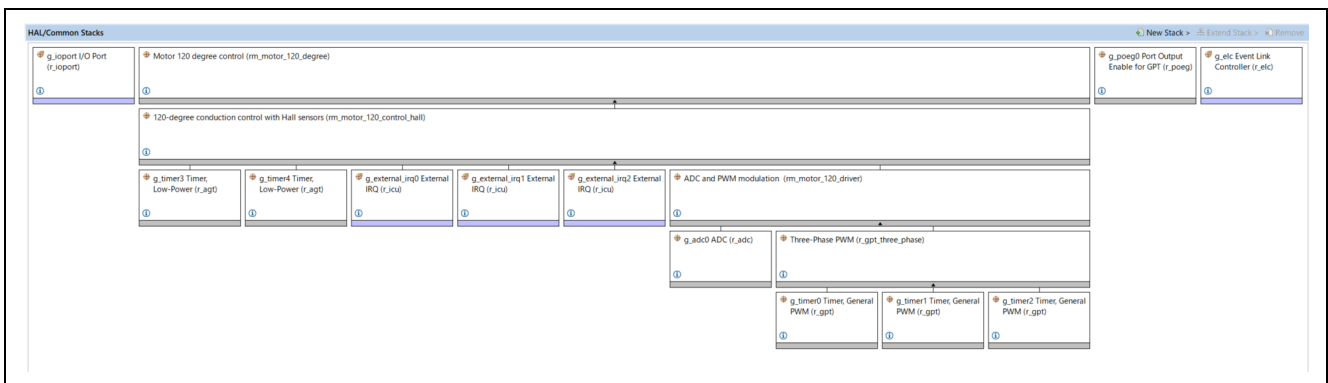 HAL/Common Stacks
New Stack >
Extend Stack >
Remove
g_ioport I/O Port
(r_ioport)
Motor 120 degree control (rm_motor_120_degree)
g_poeg0 Port Output
Enable for GPT (r_poeg)
g_elc Event Link
Controller (r_elc)
120-degree conduction control with Hall sensors (rm_motor_120_control_hall)
g_timer3 Timer,
Low-Power (r_agt)
g_timer4 Timer,
Low-Power (r_agt)
g_external_irq0 External
IRQ (r_icu)
g_external_irq1 External
IRQ (r_icu)
g_external_irq2 External
IRQ (r_icu)
ADC and PWM modulation (rm_motor_120_driver)
g_adc0 ADC (r_adc)
Three-Phase PWM (r_gpt_three_phase)
g_timer0 Timer, General
PWM (r_gpt)
g_timer1 Timer, General
PWM (r_gpt)
g_timer2 Timer, General
PWM (r_gpt)